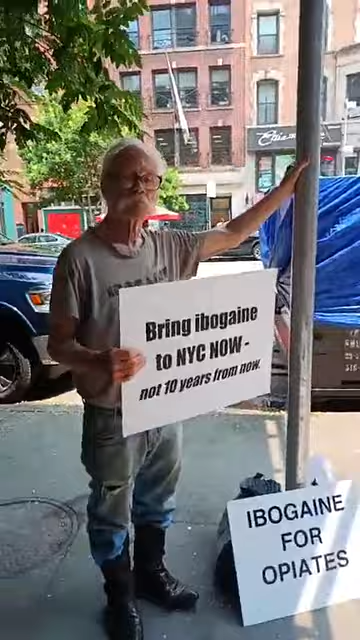 Bring ibogaine
to NYC NOW-
not 10 years from now.
IBOGAINE
FOR
OPIATES